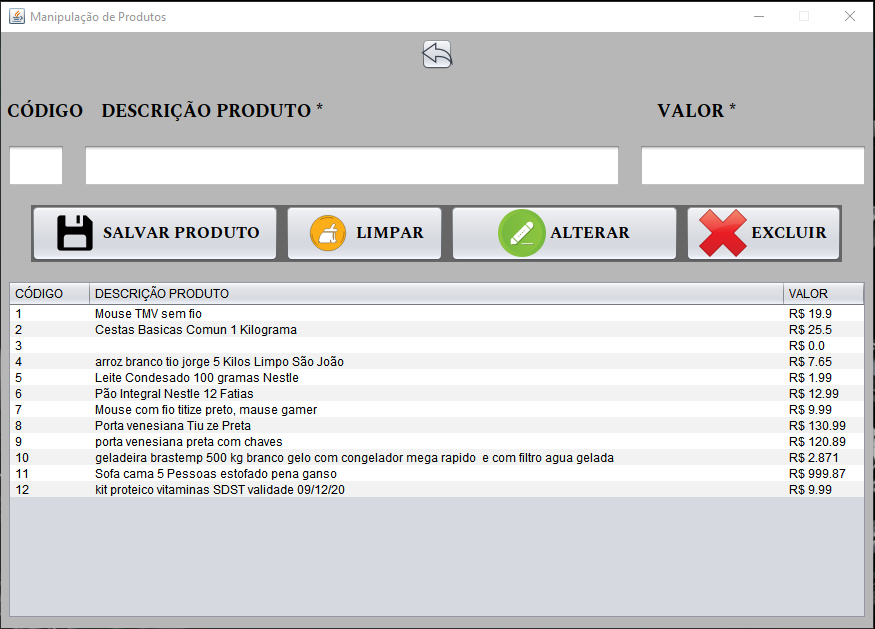 Manipulação de Produtos
CÓDIGO DESCRIÇÃO PRODUTO * VALOR *
SALVAR PRODUTO LIMPAR ALTERAR EXCLUIR
CÓDIGO DESCRIÇÃO PRODUTO VALOR
1 Mouse TMV sem fio R$ 19.9
2 Cestas Basicas Comun 1 Kilograma R$ 25.5
3 R$ 0.0
4 arroz branco tio jorge 5 Kilos Limpo São João R$ 7.65
5 Leite Condesado 100 gramas Nestle R$ 1.99
6 Pão Integral Nestle 12 Fatias R$ 12.99
7 Mouse com fio titize preto, mause gamer R$ 9.99
8 Porta venesiana Tiu ze Preta R$ 130.99
9 porta venesiana preta com chaves R$ 120.89
10 geladeira brastemp 500 kg branco gelo com congelador mega rapido  e com filtro agua gelada R$ 2.871
11 Sofa cama 5 Pessoas estofado pena ganso R$ 999.87
12 kit proteico vitaminas SDST validade 09/12/20 R$ 9.99